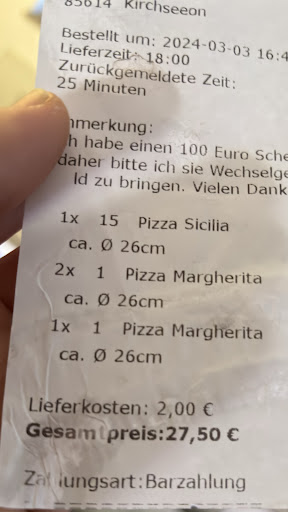 85614 Kirchseeon
Bestellt um: 2024-03-03 16:4
Lieferzeit: 18:00
Zurückgemeldete Zeit:
25 Minuten
nmerkung:
h habe einen 100 Euro Sche
daher bitte ich sie Wechselge
ld zu bringen. Vielen Dank
1x 15 Pizza Sicilia
ca. Ø 26cm
2x 1 Pizza Margherita
ca. Ø 26cm
1x 1 Pizza Margherita
ca. Ø 26cm
Lieferkosten: 2,00 €
Gesamtpreis:27,50 €
Zahlungsart:Barzahlung